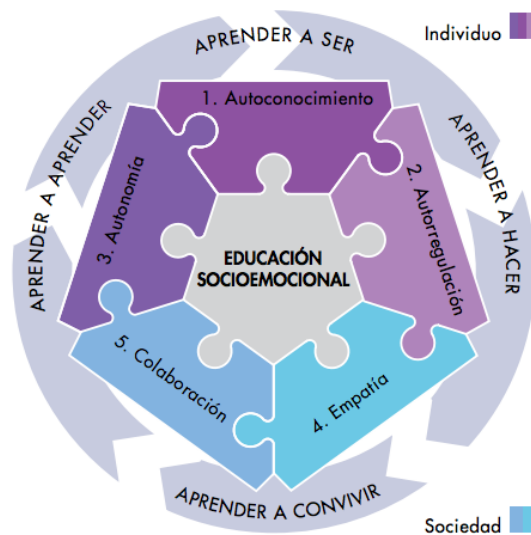 APRENDER A SER
Individuo
1. Autoconocimiento
APRENDER A APRENDER
APRENDER A HACER
3. Autonomía
2. Autorregulación
EDUCACIÓN
SOCIOEMOCIONAL
5. Colaboración
4. Empatía
APRENDER A CONVIVIR
Sociedad